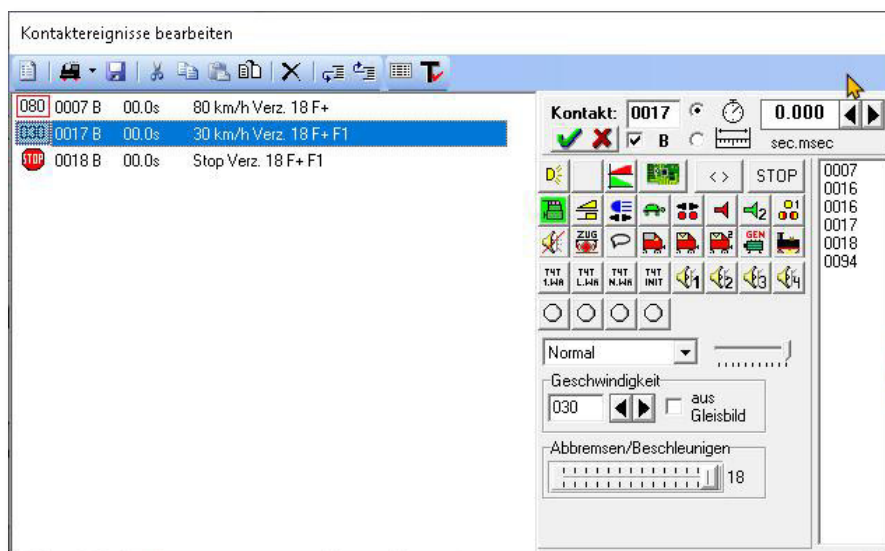 Kontaktereignisse bearbeiten
080 0007 B 00.0s 80 km/h Verz. 18 F+
030 0017 B 00.0s 30 km/h Verz. 18 F+ F1
STOP 0018 B 00.0s Stop Verz. 18 F+ F1
Kontakt: 0017 0.000
B sec.msec
D < > STOP
2 1
ZUG 2 GEN
T4T 1.WA T4T L.WA T4T N.WA T4T INIT 1 2 3 4
Normal
Geschwindigkeit
030 aus
Gleisbild
Abbremsen/Beschleunigen
18
0007
0016
0016
0017
0018
0094